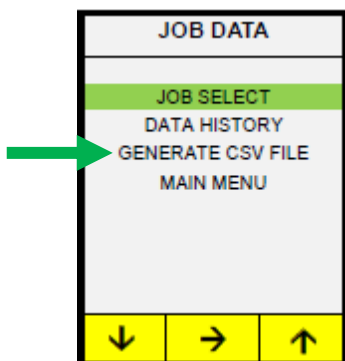 JOB DATA
JOB SELECT
DATA HISTORY
GENERATE CSV FILE
MAIN MENU